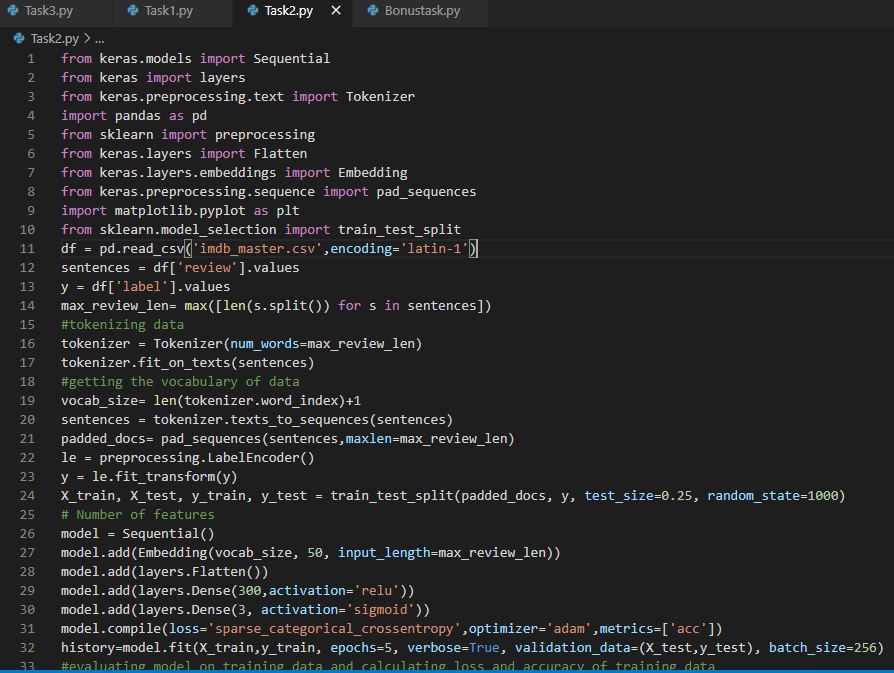 Task3.py Task1.py Task2.py × Bonustask.py
Task2.py > ...
1 from keras.models import Sequential
2 from keras import layers
3 from keras.preprocessing.text import Tokenizer
4 import pandas as pd
5 from sklearn import preprocessing
6 from keras.layers import Flatten
7 from keras.layers.embeddings import Embedding
8 from keras.preprocessing.sequence import pad_sequences
9 import matplotlib.pyplot as plt
10 from sklearn.model_selection import train_test_split
11 df = pd.read_csv('imdb_master.csv',encoding='latin-1')
12 sentences = df['review'].values
13 y = df['label'].values
14 max_review_len= max([len(s.split()) for s in sentences])
15 #tokenizing data
16 tokenizer = Tokenizer(num_words=max_review_len)
17 tokenizer.fit_on_texts(sentences)
18 #getting the vocabulary of data
19 vocab_size= len(tokenizer.word_index)+1
20 sentences = tokenizer.texts_to_sequences(sentences)
21 padded_docs= pad_sequences(sentences,maxlen=max_review_len)
22 le = preprocessing.LabelEncoder()
23 y = le.fit_transform(y)
24 X_train, X_test, y_train, y_test = train_test_split(padded_docs, y, test_size=0.25, random_state=1000)
25 # Number of features
26 model = Sequential()
27 model.add(Embedding(vocab_size, 50, input_length=max_review_len))
28 model.add(layers.Flatten())
29 model.add(layers.Dense(300,activation='relu'))
30 model.add(layers.Dense(3, activation='sigmoid'))
31 model.compile(loss='sparse_categorical_crossentropy',optimizer='adam',metrics=['acc'])
32 history=model.fit(X_train,y_train, epochs=5, verbose=True, validation_data=(X_test,y_test), batch_size=256)
33 #evaluating model on training data and calculating loss and accuracy of training data